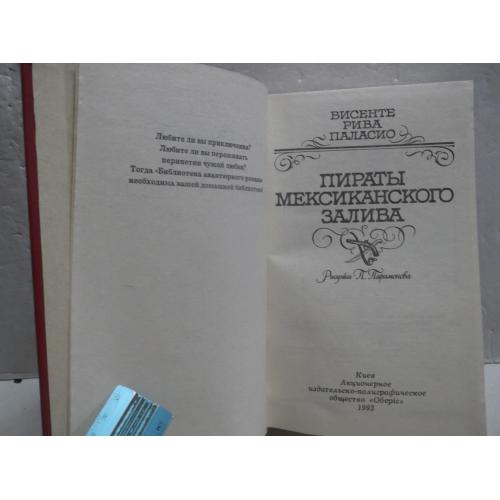 Любите ли вы приключения?
Любите ли вы переживать
перипетии чужой любви?
Тогда «Библиотека авантюрного романа»
необходима вашей домашней библиотеке!
ВИСЕНТЕ
РИВА
ПАЛАСИО
ПИРАТЫ
МЕКСИКАНСКОГО
ЗАЛИВА
Рисунки П. Парамонова
Киев
Акционерное
издательско-полиграфическое
общество «Оберіг»
1993